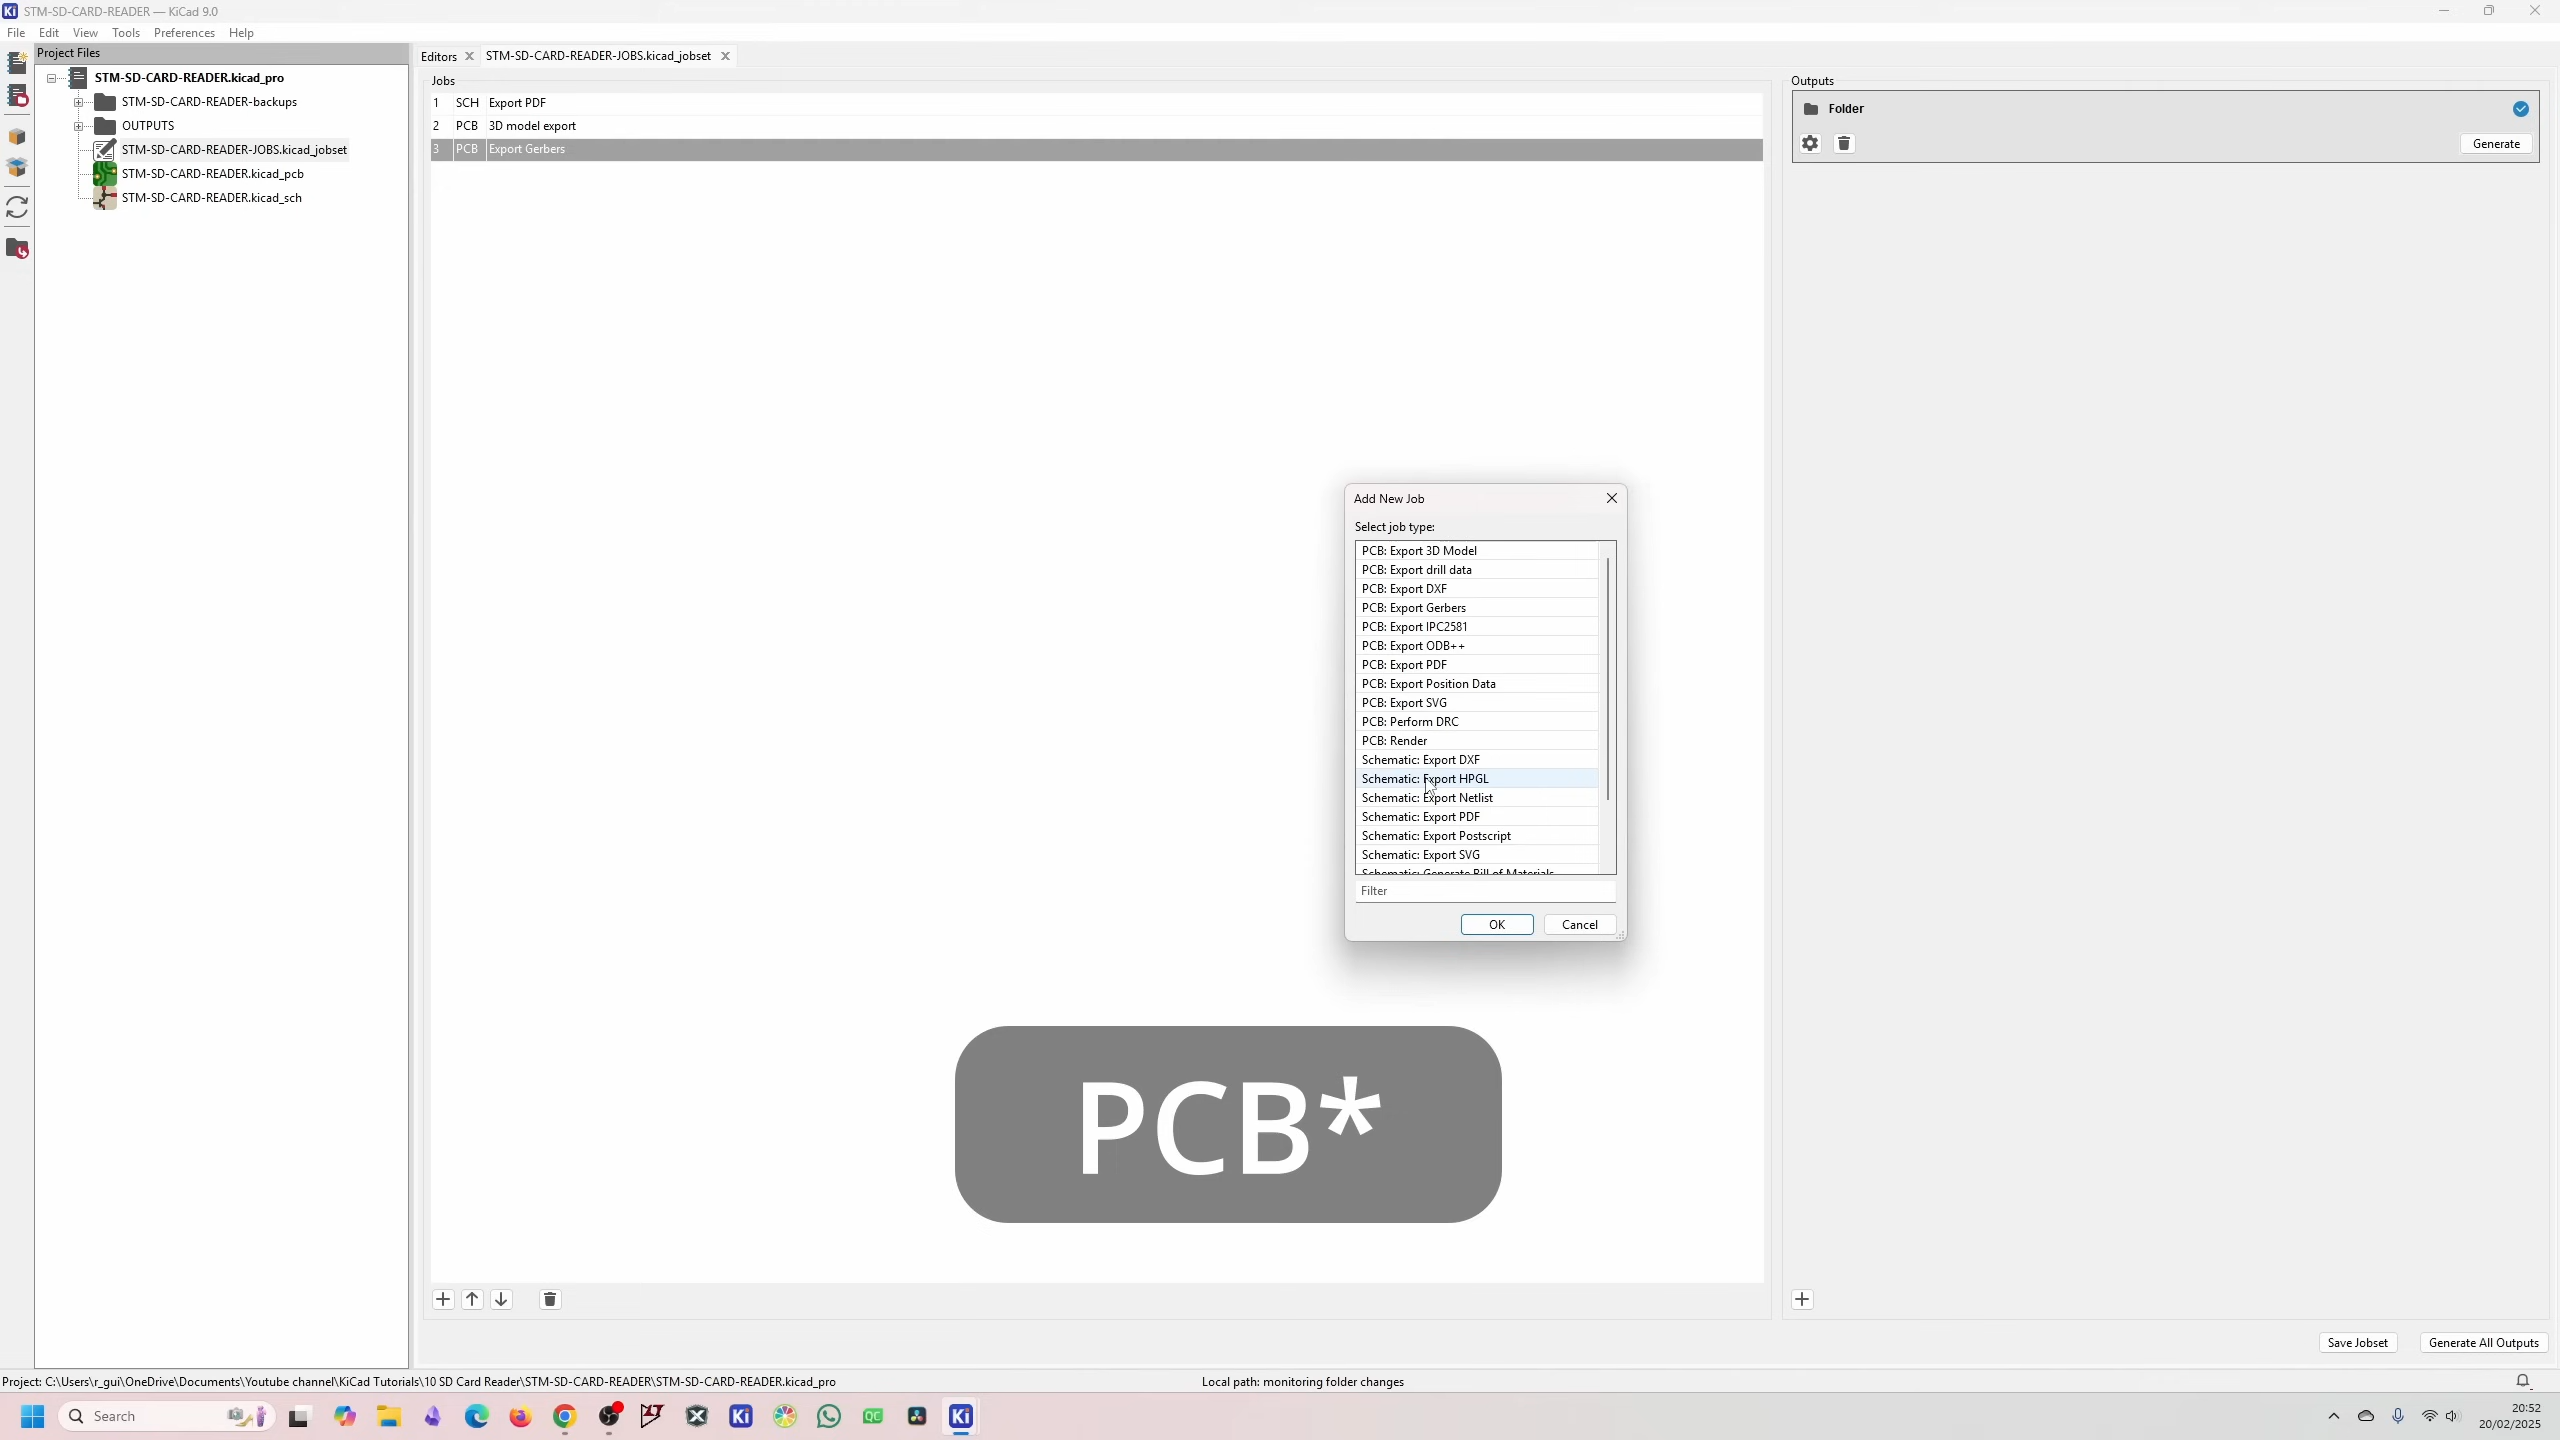 STM-SD-CARD-READER — KiCad 9.0
File Edit View Tools Preferences Help
Project Files
STM-SD-CARD-READER.kicad_pro
STM-SD-CARD-READER-backups
OUTPUTS
STM-SD-CARD-READER-JOBS.kicad_jobset
STM-SD-CARD-READER.kicad_pcb
STM-SD-CARD-READER.kicad_sch
Editors
STM-SD-CARD-READER-JOBS.kicad_jobset
Jobs
1 SCH Export PDF
2 PCB 3D model export
3 PCB Export Gerbers
Outputs
Folder
Generate
Add New Job
Select job type:
PCB: Export 3D Model
PCB: Export drill data
PCB: Export DXF
PCB: Export Gerbers
PCB: Export IPC2581
PCB: Export ODB++
PCB: Export PDF
PCB: Export Position Data
PCB: Export SVG
PCB: Perform DRC
PCB: Render
Schematic: Export DXF
Schematic: Export HPGL
Schematic: Export Netlist
Schematic: Export PDF
Schematic: Export Postscript
Schematic: Export SVG
Schematic: Generate Bill of Materials
Filter
OK Cancel
PCB*
Save Jobset Generate All Outputs
Project: C:\Users\r_gui\OneDrive\Documents\Youtube channel\KiCad Tutorials\10 SD Card Reader\STM-SD-CARD-READER\STM-SD-CARD-READER.kicad_pro
Local path: monitoring folder changes
Search
Ki
QC
Ki
20:52
20/02/2025